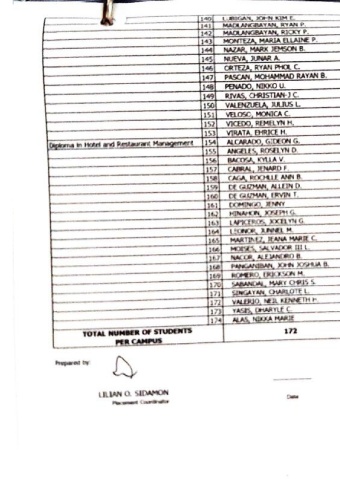 140 LUBIGAN, JOHN KIM E.
141 MADLANGBAYAN, RYAN P.
142 MADLANGBAYAN, RICKY P.
143 MONTEZA, MARIA ELLAINE P.
144 NAZAR, MARK JEMSON B.
145 NUEVA, JUNAR A.
146 ORTEZA, RYAN PHOL C.
147 PASCAN, MOHAMMAD RAYAN B.
148 PENADO, NIKKO U.
149 RIVAS, CHRISTIAN J C.
150 VALENZUELA, JULIUS L.
151 VELOSO, MONICA C.
152 VICEDO, REMELYN H.
153 VIRATA, EHRICE H.
Diploma in Hotel and Restaurant Management 154 ALCARADO, GIDEON G.
155 ANGELES, ROSELYN D.
156 BACOSA, KYLLA V.
157 CABRAL, JENARD F.
158 CAGA, ROCHLLE ANN B.
159 DE GUZMAN, ALLEIN D.
160 DE GUZMAN, ERVIN T.
161 DOMINGO, JENNY
162 HINAHON, JOSEPH G.
163 LAPICEROS, JOCELYN G.
164 LEONOR, JUNNEL M.
165 MARTINEZ, JEANA MARIE C.
166 MOISES, SALVADOR III L.
167 NACOR, ALEJANDRO B.
168 PANGANIBAN, JOHN JOSHUA B.
169 ROMERO, ERICKSON M.
170 SABANDAL, MARY CHRIS S.
171 SINGAYAN, CHARLOTE L.
172 VALERIO, NEIL KENNETH P.
173 YASIS, DHARYLE C.
174 ALAS, NIKKA MARIE
TOTAL NUMBER OF STUDENTS PER CAMPUS 172
Prepared by:
LILIAN O. SIDAMON
Placement Coordinator
Date